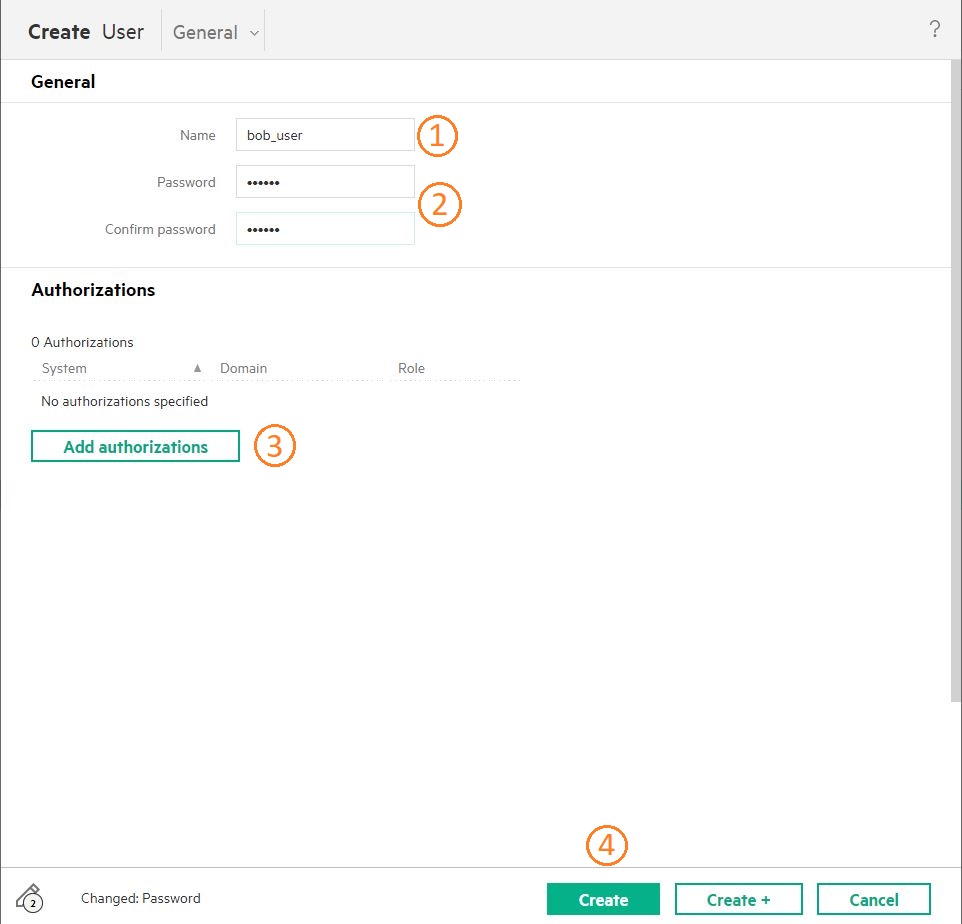 Create User General ?
General
Name bob_user 1
Password •••••• 2
Confirm password ••••••
Authorizations
0 Authorizations
System ▲ Domain Role
No authorizations specified
Add authorizations 3
4
2 Changed: Password Create Create + Cancel